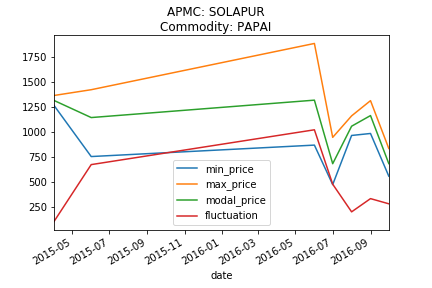 APMC: SOLAPUR
Commodity: PAPAI
1750
1500
1250
1000
750
500
250
min_price
max_price
modal_price
fluctuation
2015-05
2015-07
2015-09
2015-11
2016-01
2016-03
2016-05
2016-07
2016-09
date